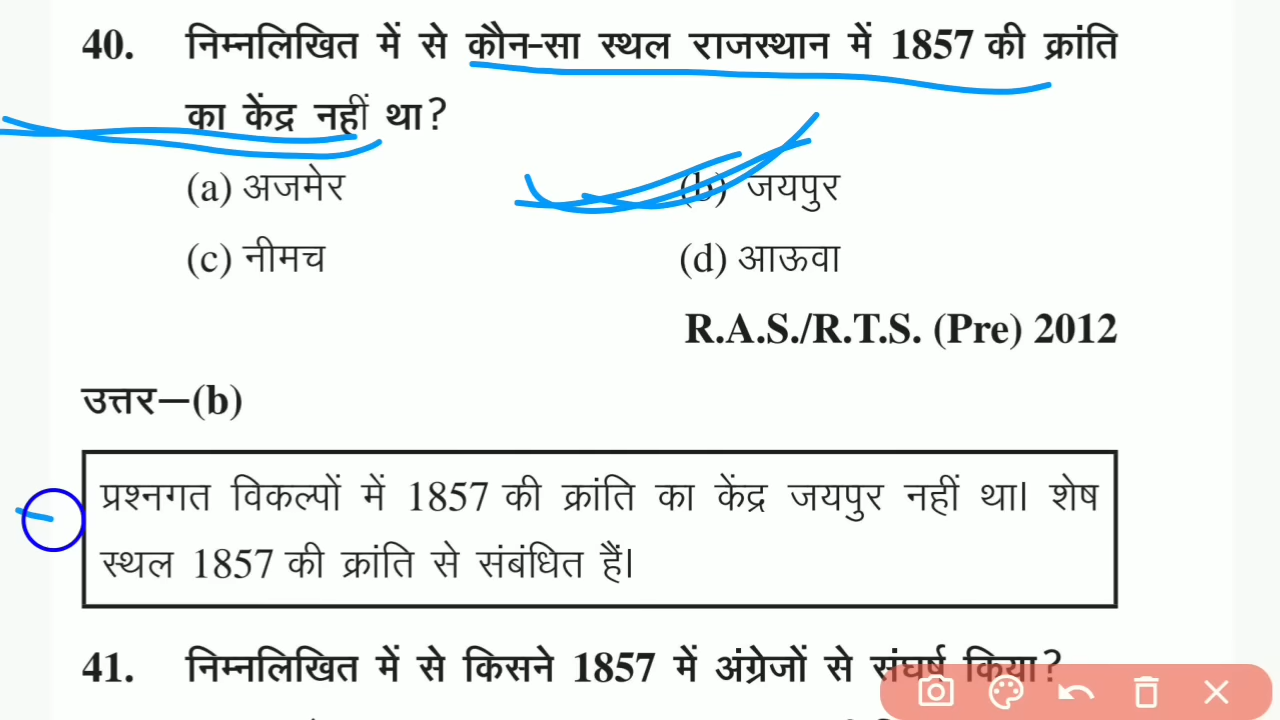 40. निम्नलिखित में से कौन-सा स्थल राजस्थान में 1857 की क्रांति
का केंद्र नहीं था?
(a) अजमेर (b) जयपुर
(c) नीमच (d) आऊवा
R.A.S./R.T.S. (Pre) 2012
उत्तर—(b)
प्रश्नगत विकल्पों में 1857 की क्रांति का केंद्र जयपुर नहीं था। शेष
स्थल 1857 की क्रांति से संबंधित हैं।
41. निम्नलिखित में से किसने 1857 में अंग्रेजों से संघर्ष किया?